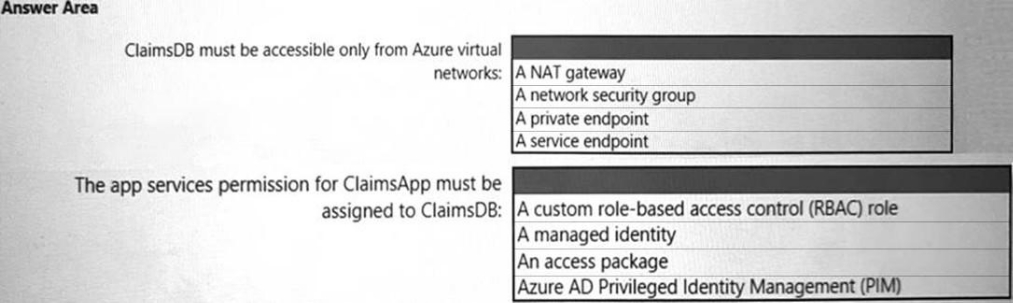 Answer Area
ClaimsDB must be accessible only from Azure virtual
networks:
A NAT gateway
A network security group
A private endpoint
A service endpoint
The app services permission for ClaimsApp must be
assigned to ClaimsDB:
A custom role-based access control (RBAC) role
A managed identity
An access package
Azure AD Privileged Identity Management (PIM)